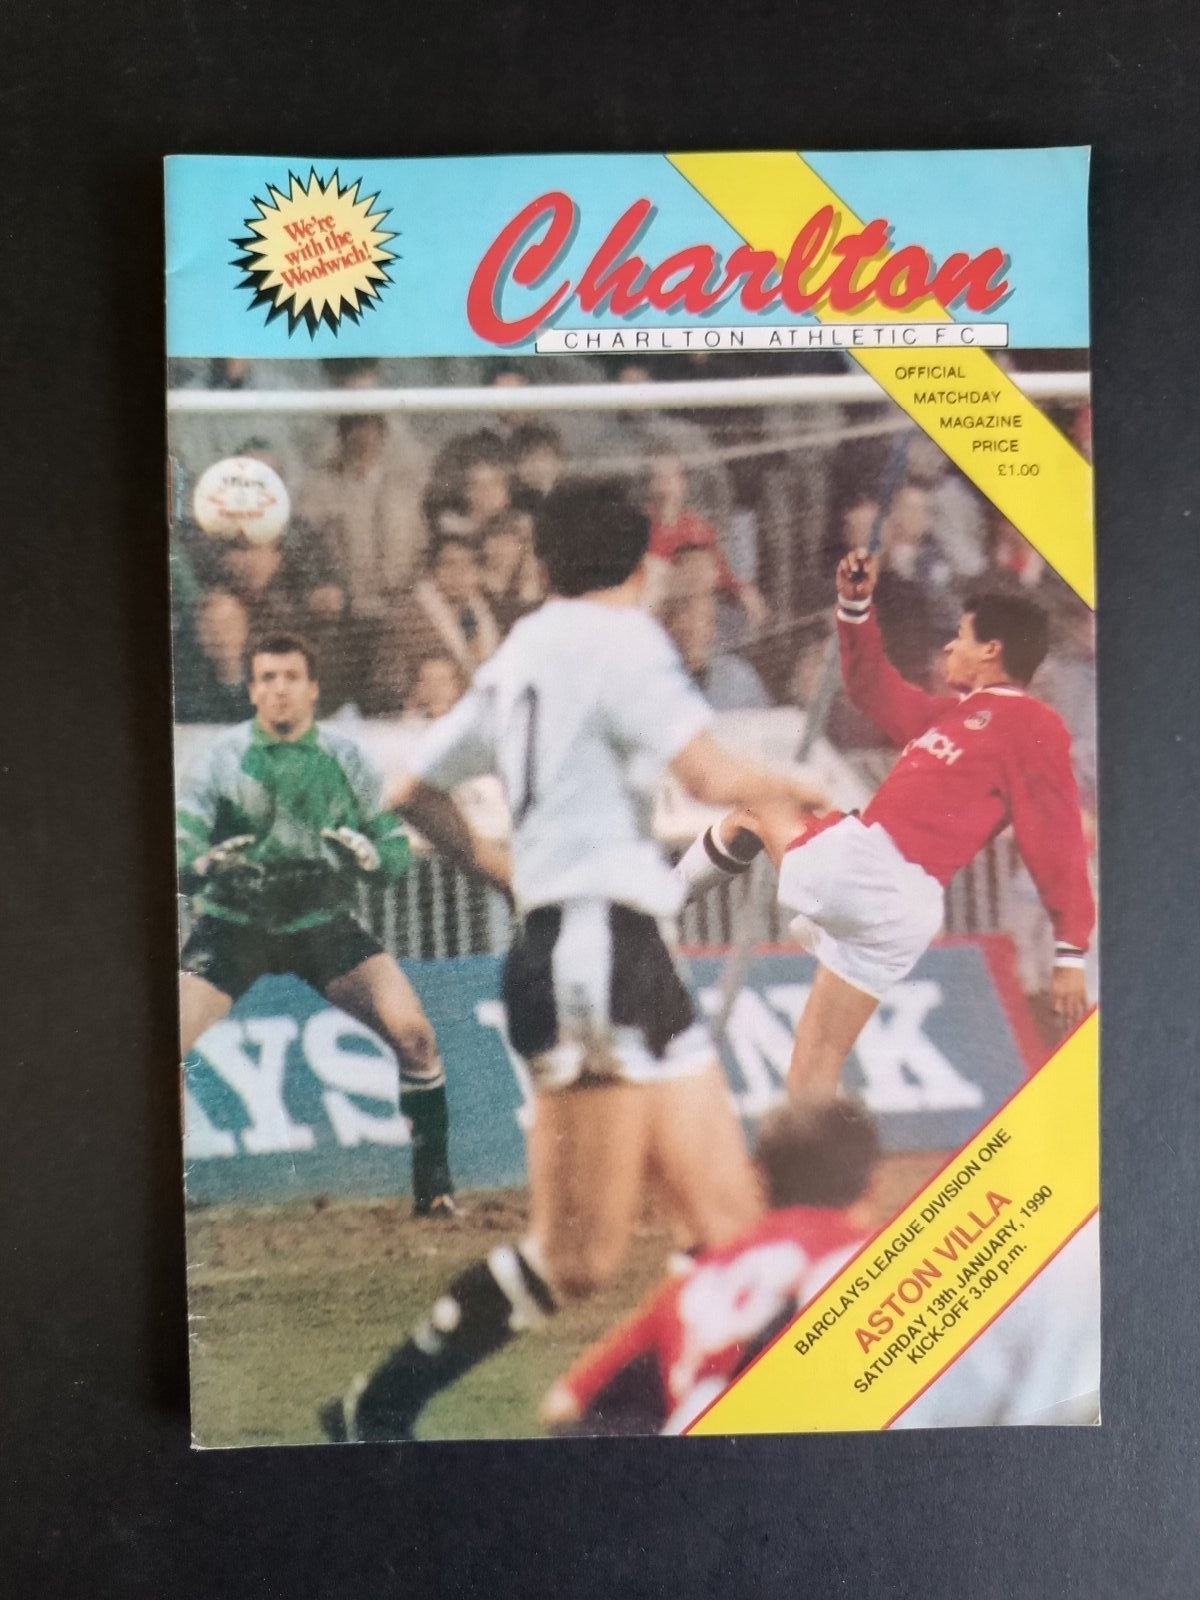 We're
with the
Woolwich!
Charlton
CHARLTON ATHLETIC F C
OFFICIAL
MATCHDAY
MAGAZINE
PRICE
£1.00
10
BARCLAYS LEAGUE DIVISION ONE
ASTON VILLA
SATURDAY 13th JANUARY, 1990
KICK-OFF 3.00 p.m.